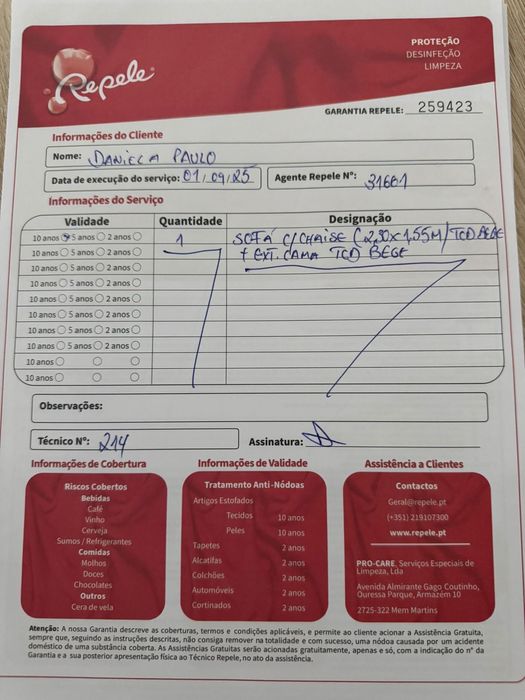 Repele
PROTEÇÃO
DESINFEÇÃO
LIMPEZA
GARANTIA REPELE: 259423
Informações do Cliente
Nome: DANIELA PAULO
Data de execução do serviço: 01/09/25 Agente Repele Nº: 31661
Informações do Serviço
Validade Quantidade Designação
10 anos 5 anos 2 anos 1 SOFÁ C/CHAISE (2,30x1,55M/TCD BEGE
10 anos 5 anos 2 anos + EXT. CAMA TCD BEGE
10 anos 5 anos 2 anos
10 anos 5 anos 2 anos
10 anos 5 anos 2 anos
10 anos 5 anos 2 anos
10 anos 5 anos 2 anos
10 anos 5 anos 2 anos
10 anos
10 anos
Observações:
Técnico Nº: 214 Assinatura:
Informações de Cobertura
Riscos Cobertos
Bebidas
Café
Vinho
Cerveja
Sumos / Refrigerantes
Comidas
Molhos
Doces
Chocolates
Outros
Cera de vela
Informações de Validade
Tratamento Anti-Nódoas
Artigos Estofados
Tecidos 10 anos
Peles 10 anos
Tapetes 2 anos
Alcatifas 2 anos
Colchões 2 anos
Automóveis 2 anos
Cortinados 2 anos
Assistência a Clientes
Contactos
Geral@repele.pt
(+351) 219107300
www.repele.pt
PRO-CARE, Serviços Especiais de
Limpeza, Lda
Avenida Almirante Gago Coutinho,
Ouressa Parque, Armazém 10
2725-322 Mem Martins
Atenção: A nossa Garantia descreve as coberturas, termos e condições aplicáveis, e permite ao cliente acionar a Assistência Gratuita,
sempre que, seguindo as instruções descritas, não consiga remover na totalidade e com sucesso, uma nódoa causada por um acidente
doméstico de uma substância coberta. As Assistências Gratuitas serão acionadas gratuitamente, apenas e só, com a indicação do nº da
Garantia e a sua posterior apresentação física ao Técnico Repele, no ato da assistência.